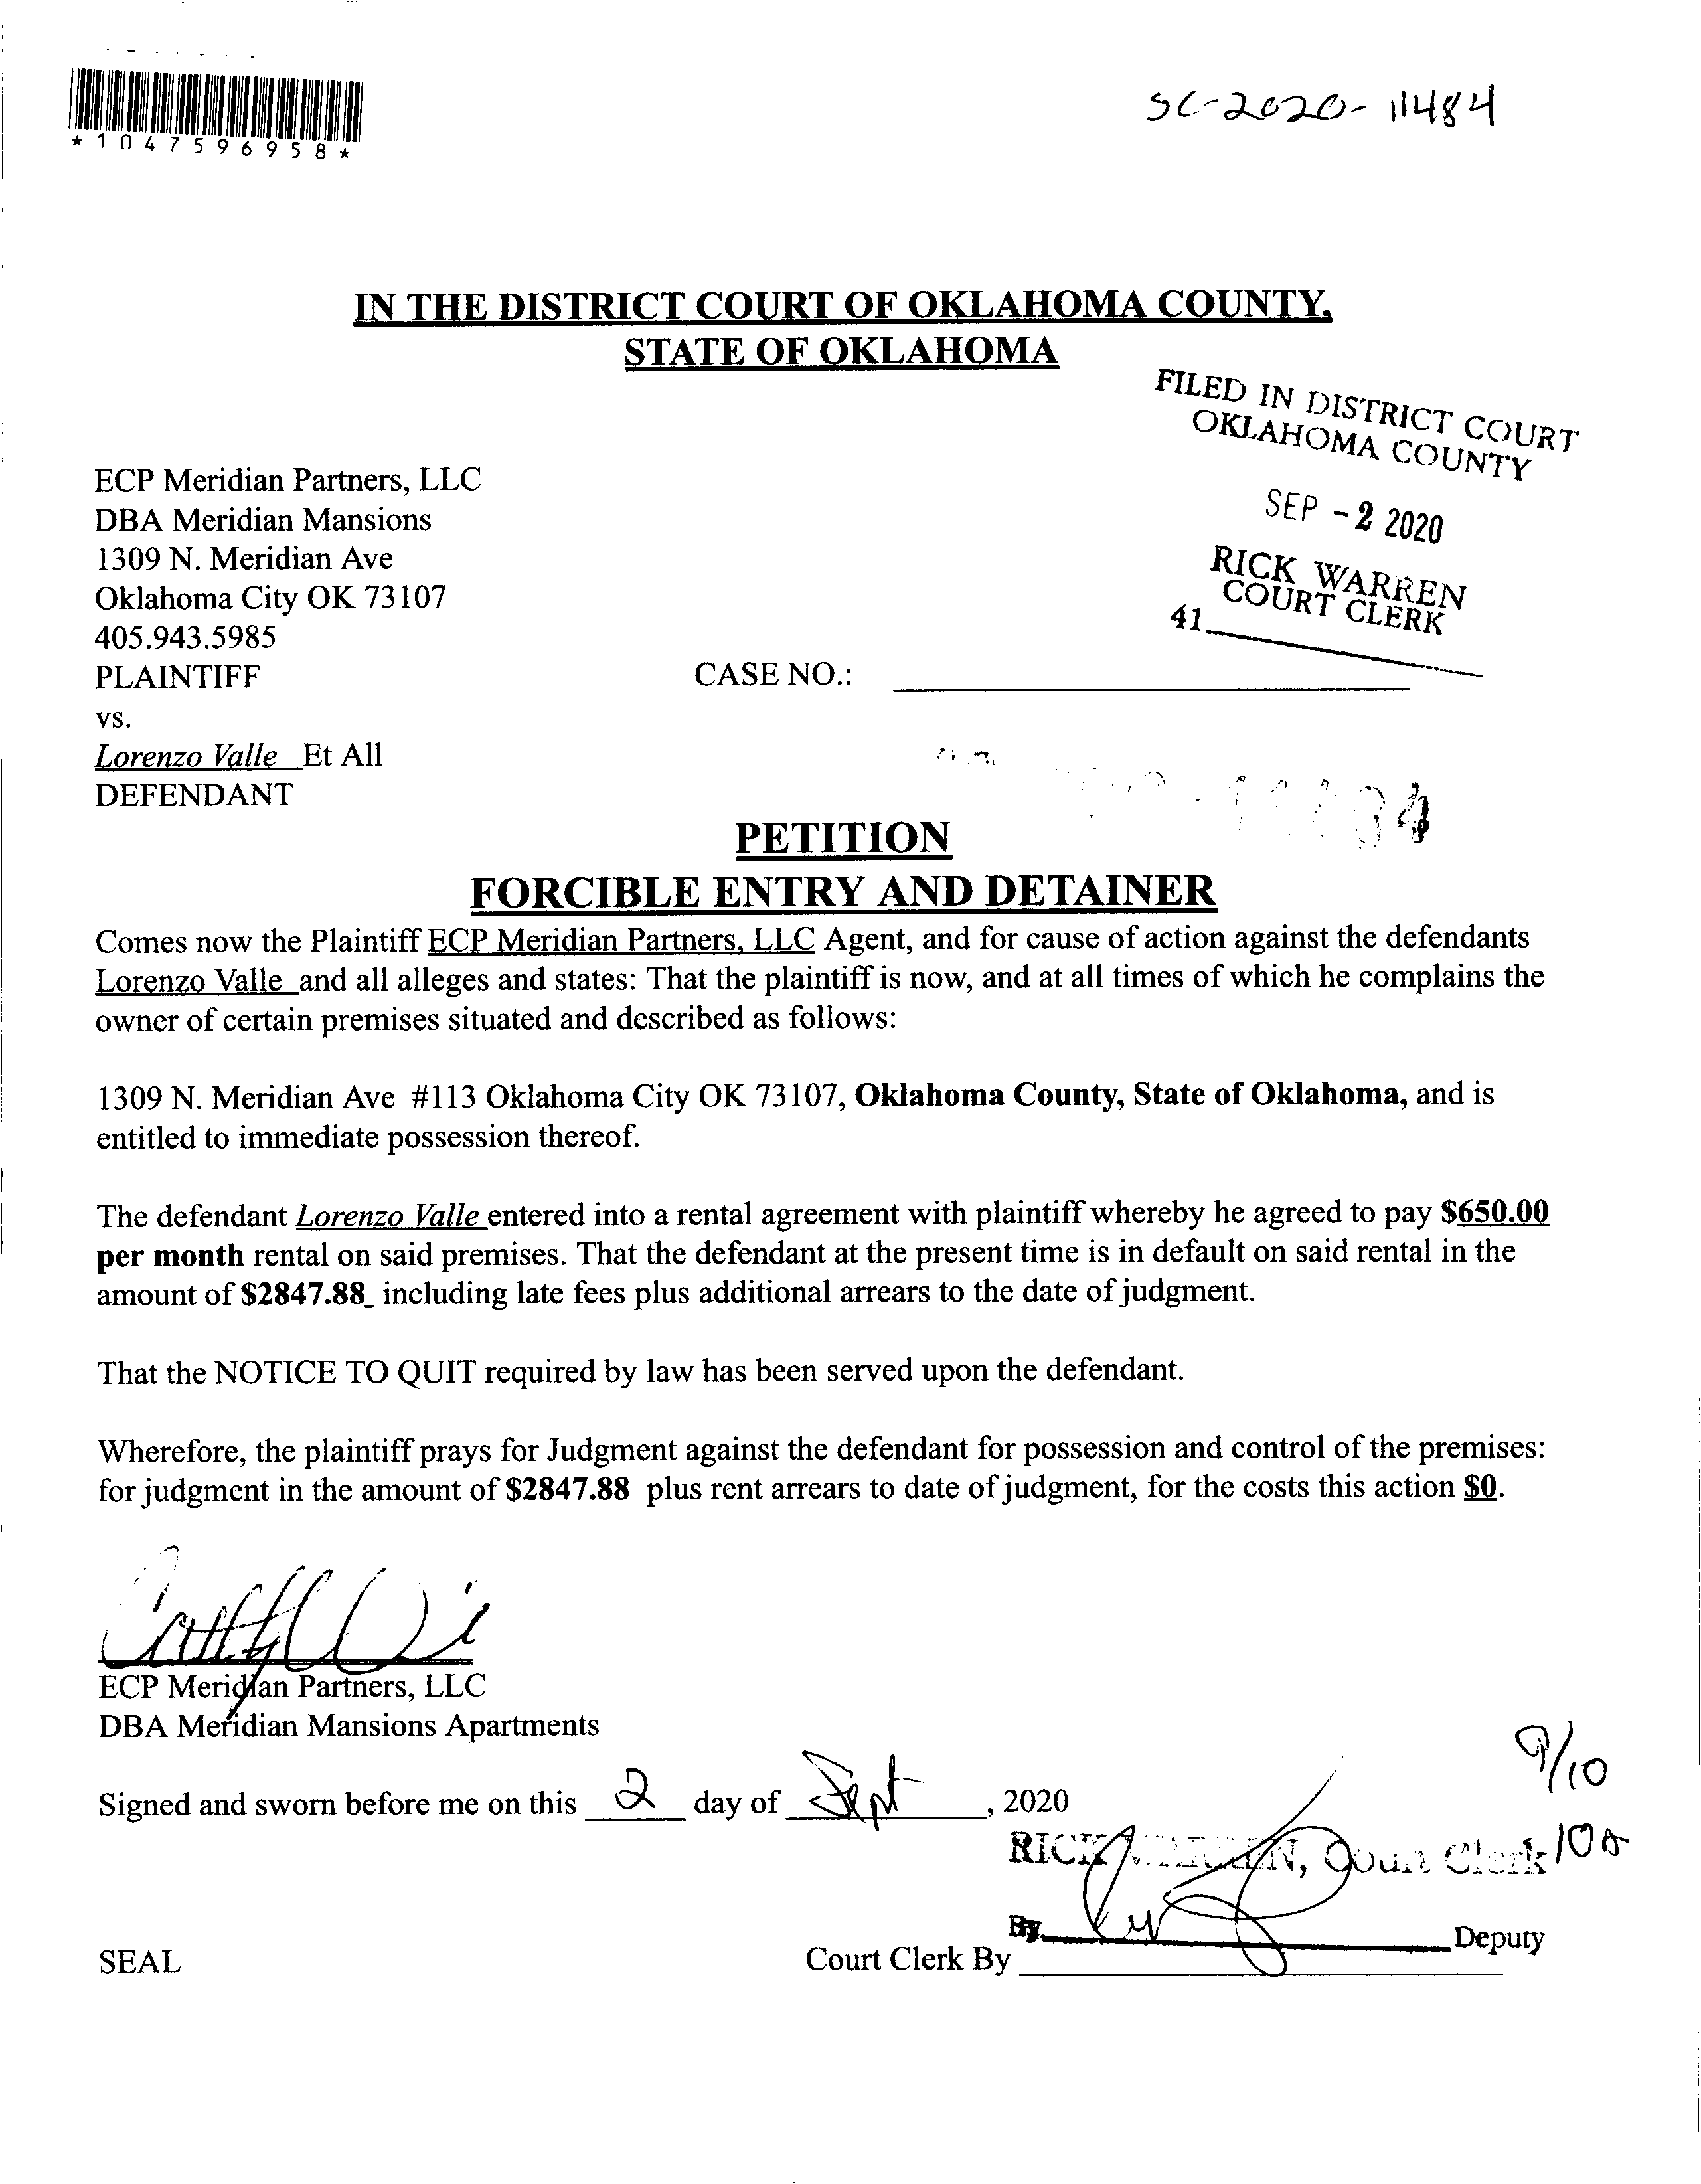 *1047596958*
SC-2020-11484
IN THE DISTRICT COURT OF OKLAHOMA COUNTY,
STATE OF OKLAHOMA
FILED IN DISTRICT COURT
OKLAHOMA COUNTY
SEP -2 2020
RICK WARREN
COURT CLERK
41
ECP Meridian Partners, LLC
DBA Meridian Mansions
1309 N. Meridian Ave
Oklahoma City OK 73107
405.943.5985
PLAINTIFF
CASE NO.:
vs.
Lorenzo Valle Et All
DEFENDANT
PETITION
FORCIBLE ENTRY AND DETAINER
Comes now the Plaintiff ECP Meridian Partners, LLC Agent, and for cause of action against the defendants
Lorenzo Valle and all alleges and states: That the plaintiff is now, and at all times of which he complains the
owner of certain premises situated and described as follows:
1309 N. Meridian Ave #113 Oklahoma City OK 73107, Oklahoma County, State of Oklahoma, and is
entitled to immediate possession thereof.
The defendant Lorenzo Valle entered into a rental agreement with plaintiff whereby he agreed to pay $650.00
per month rental on said premises. That the defendant at the present time is in default on said rental in the
amount of $2847.88 including late fees plus additional arrears to the date of judgment.
That the NOTICE TO QUIT required by law has been served upon the defendant.
Wherefore, the plaintiff prays for Judgment against the defendant for possession and control of the premises:
for judgment in the amount of $2847.88 plus rent arrears to date of judgment, for the costs this action $0.
ECP Meridian Partners, LLC
DBA Meridian Mansions Apartments
9/10
Signed and sworn before me on this 2 day of Sept, 2020
RICK WARREN, Court Clerk
By Deputy
SEAL
Court Clerk By